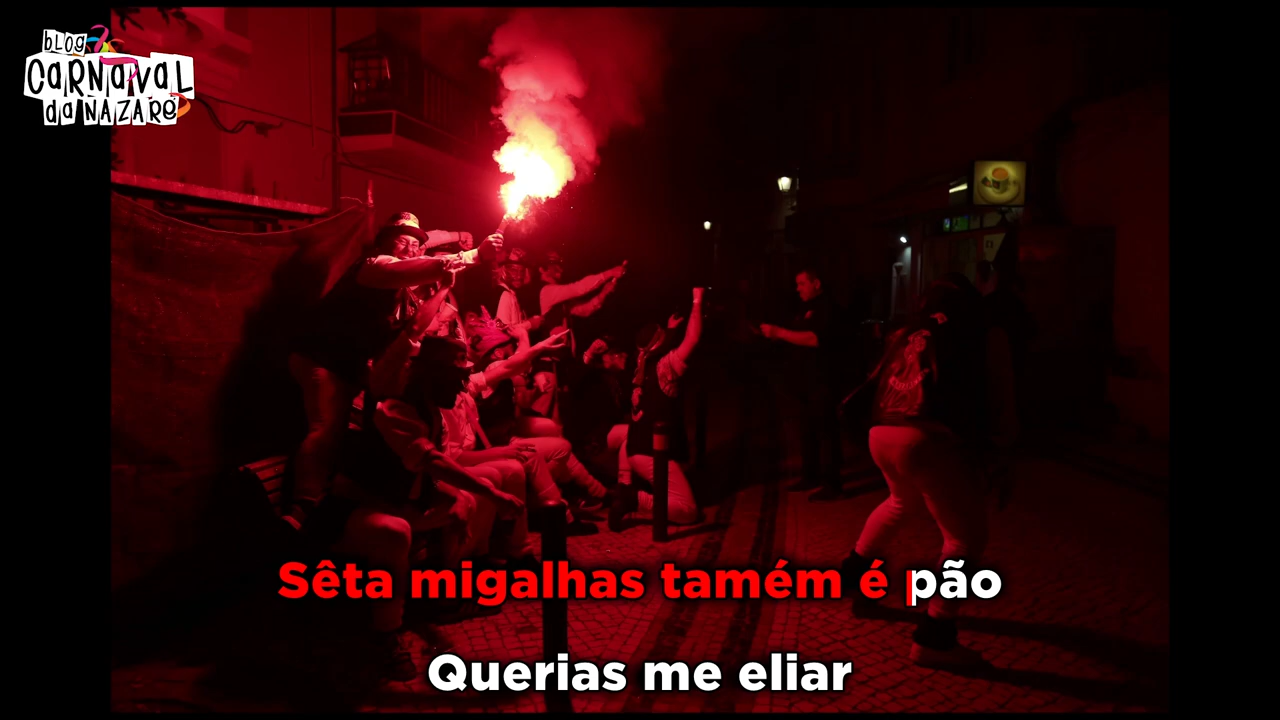 BLOG
CARNAVAL
da NAZARÉ
Sêta migalhas tamém é pão
Querias me eliar